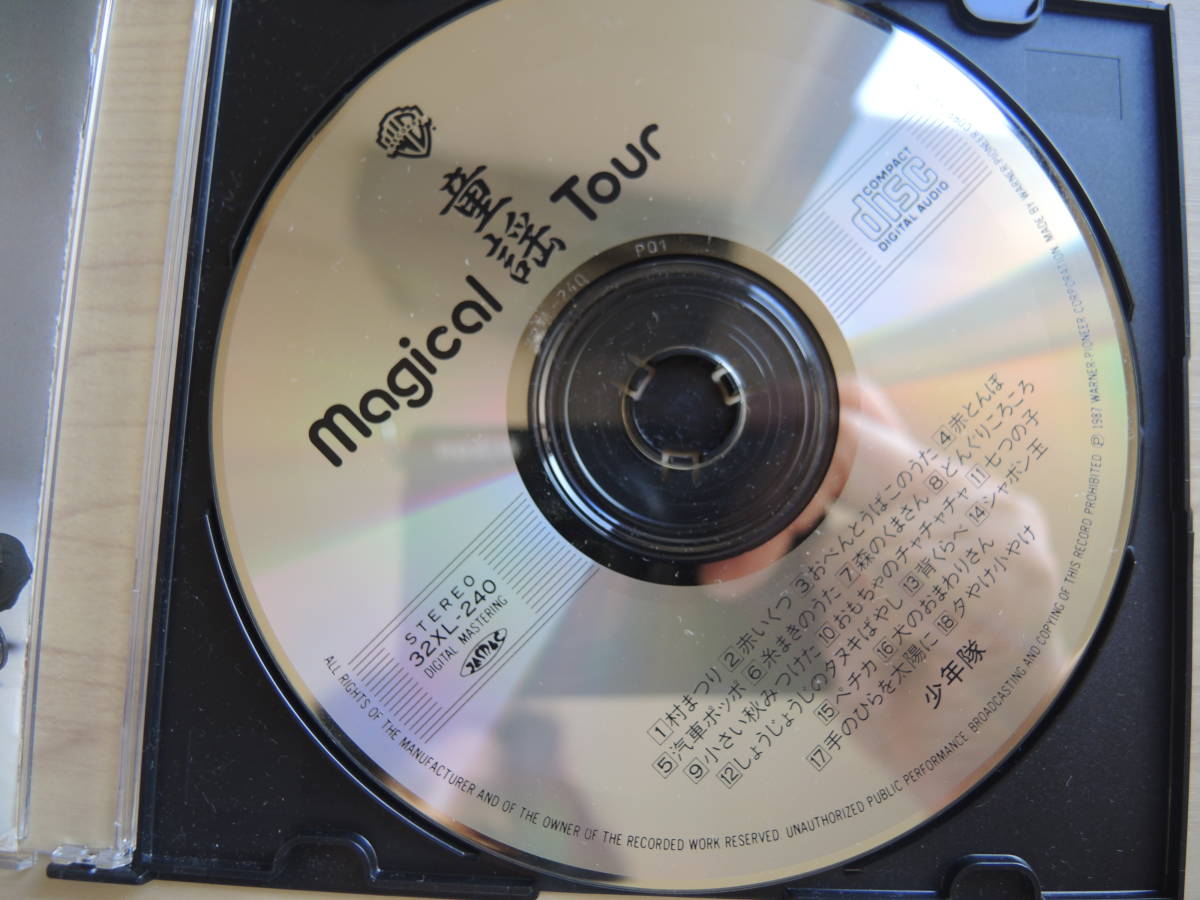 magical 童謡 Tour
COMPACT
disc
DIGITAL AUDIO
P01
STEREO
32XL-240
DIGITAL MASTERING
1 村まつり 2 赤いくつ 3 おべんとうばこのうた 4 赤とんぼ
5 汽車ポッポ 6 糸まきのうた 7 森のくまさん 8 どんぐりころころ
9 小さい秋みつけた 10 おもちゃのチャチャチャ 11 七つの子
12 しょうじょうじのタヌキばやし 13 背くらべ 14 シャボン玉
15 ペチカ 16 犬のおまわりさん
17 手のひらを太陽に 18 夕やけ小やけ
少年隊
ALL RIGHTS OF THE MANUFACTURER AND OF THE OWNER OF THE RECORDED WORK RESERVED UNAUTHORIZED PUBLIC PERFORMANCE BROADCASTING AND COPYING OF THIS RECORD PROHIBITED Ⓟ 1987 WARNER-PIONEER CORPORATION MADE BY WARNER-PIONEER